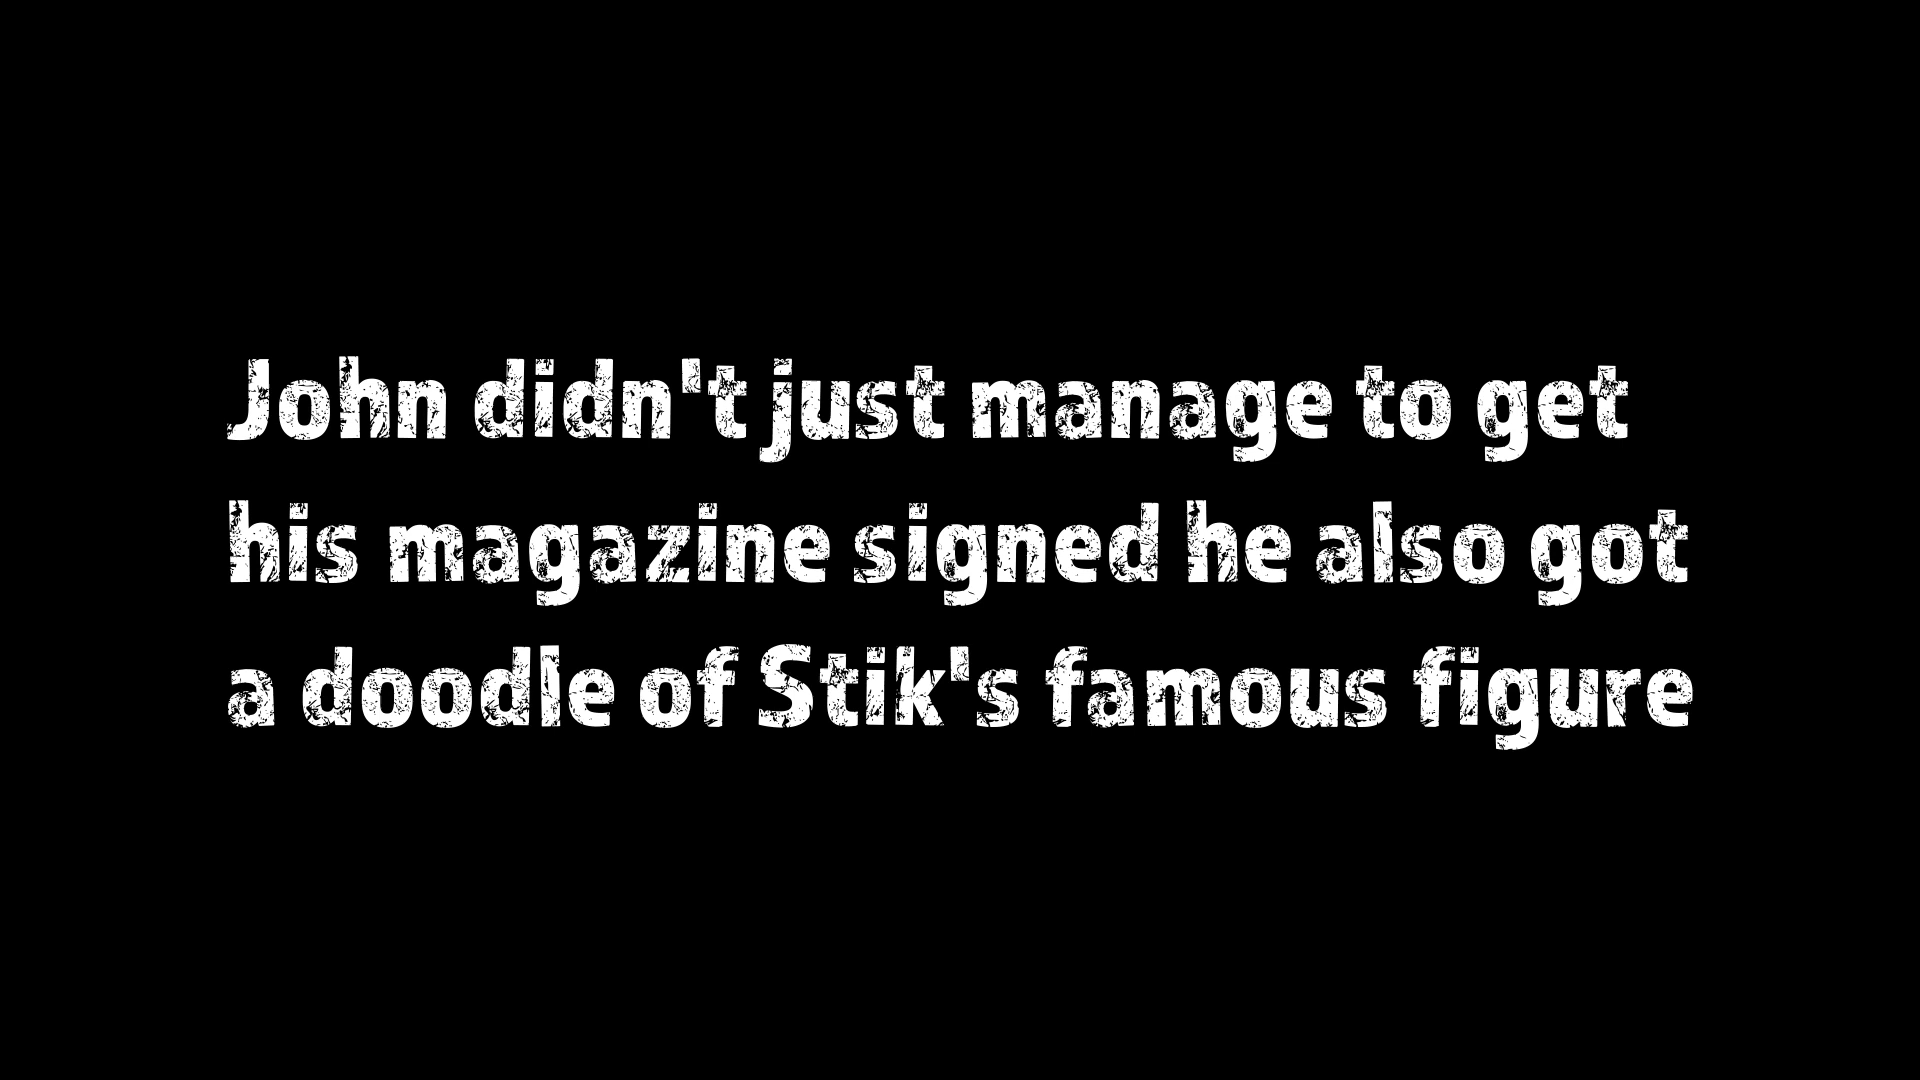 John didn't just manage to get
his magazine signed he also got
a doodle of Stik's famous figure